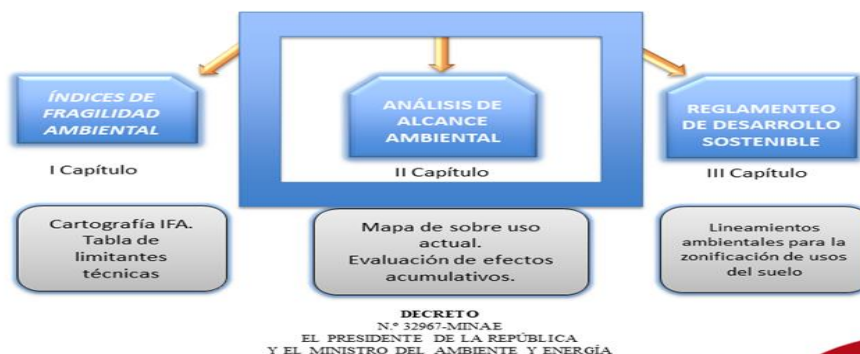 ÍNDICES DE
FRAGILIDAD
AMBIENTAL
I Capítulo
Cartografía IFA.
Tabla de
limitantes
técnicas
ANÁLISIS DE
ALCANCE
AMBIENTAL
II Capítulo
Mapa de sobre uso
actual.
Evaluación de efectos
acumulativos.
REGLAMENTEO
DE DESARROLLO
SOSTENIBLE
III Capítulo
Lineamientos
ambientales para la
zonificación de usos
del suelo
DECRETO
N.º 32967-MINAE
EL PRESIDENTE DE LA REPÚBLICA
Y EL MINISTRO DEL AMBIENTE Y ENERGÍA